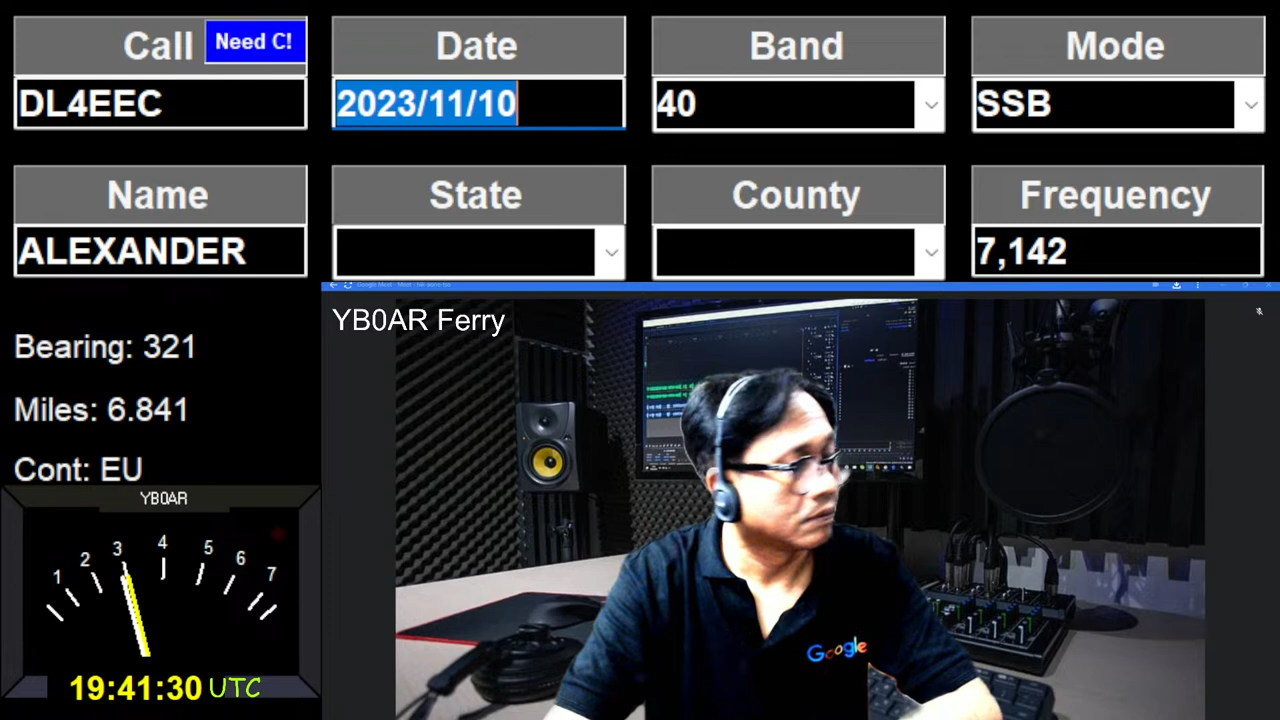 Call Need C! Date Band Mode
DL4EEC 2023/11/10 40 SSB
Name State County Frequency
ALEXANDER 7,142
Bearing: 321
Miles: 6.841
Cont: EU
YB0AR
1 2 3 4 5 6 7
19:41:30 UTC
YB0AR Ferry
Google